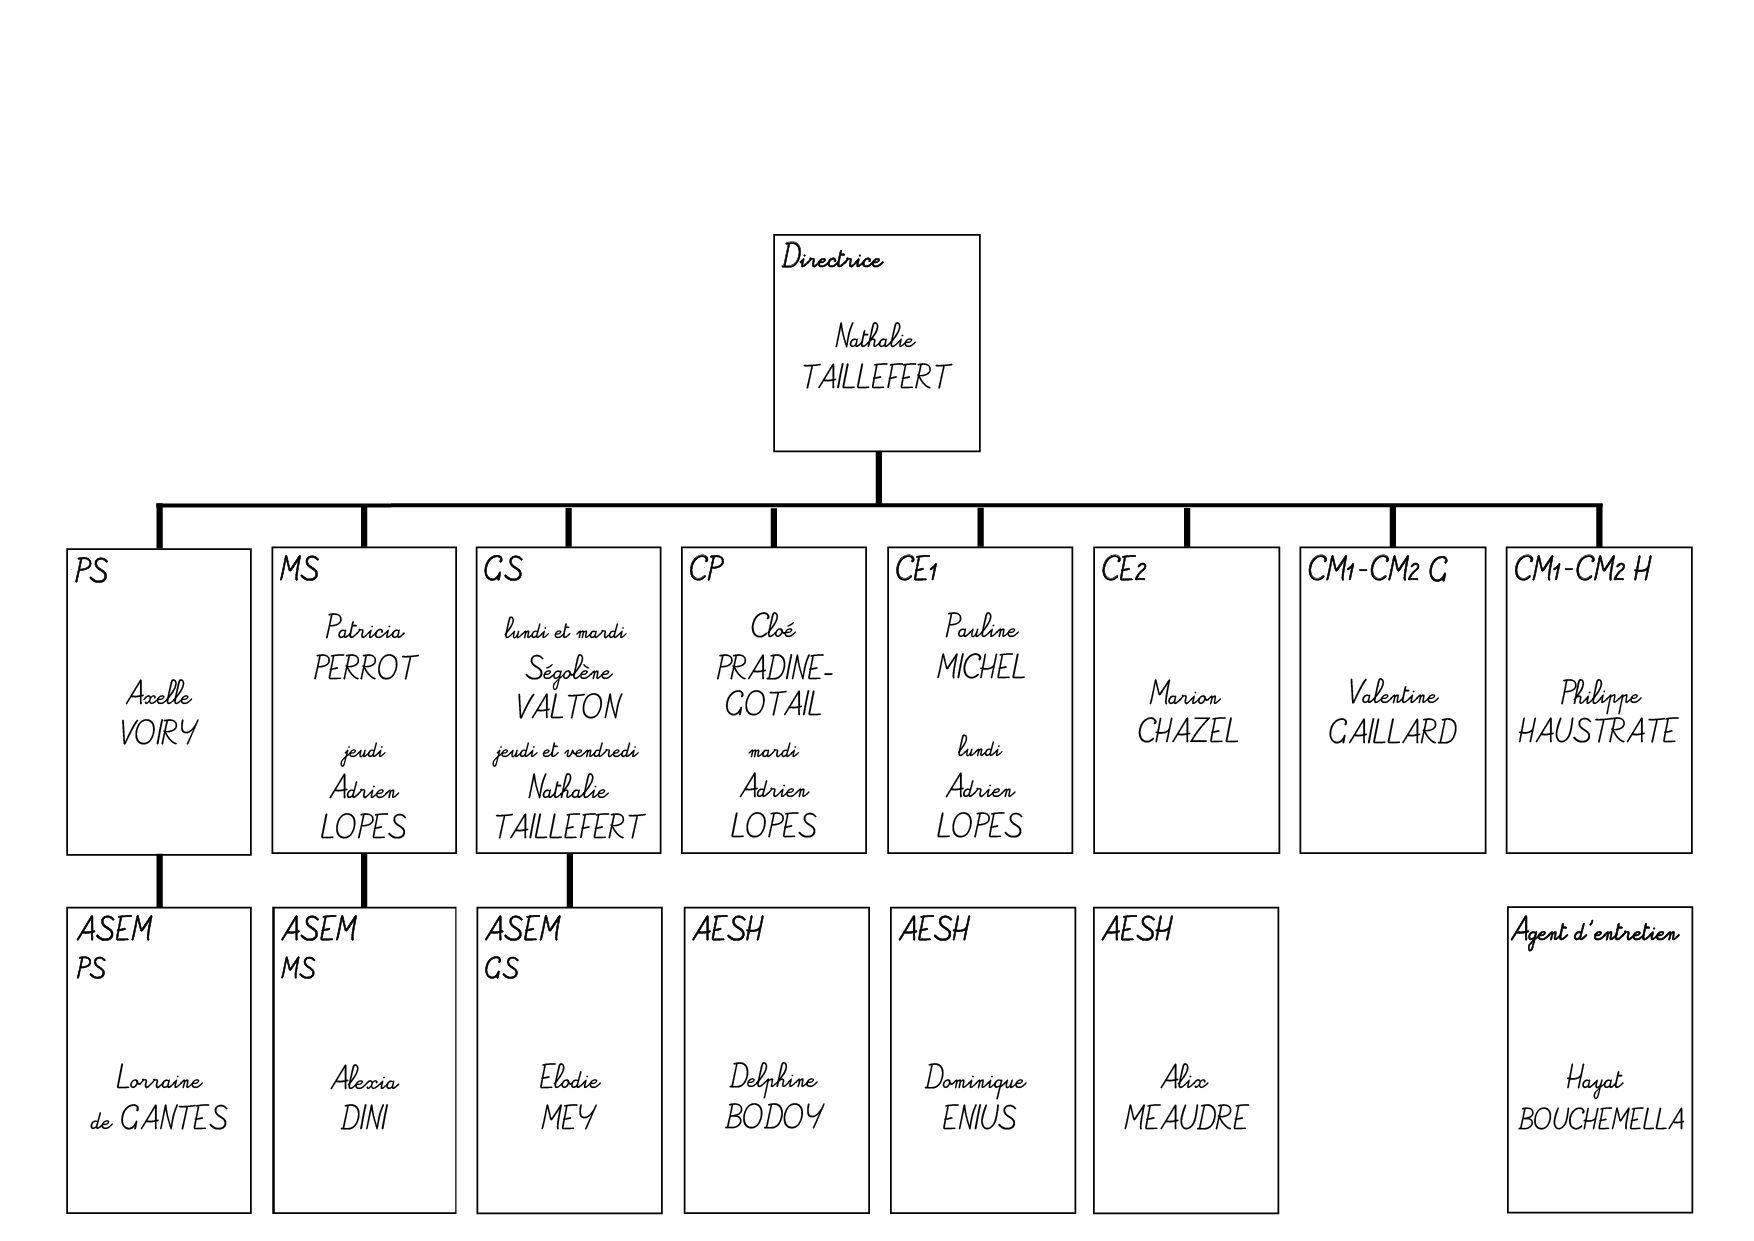 Directrice
Nathalie
TAILLEFERT
PS
Axelle
VOIRY
MS
Patricia
PERROT
jeudi
Adrien
LOPES
GS
lundi et mardi
Ségolène
VALTON
jeudi et vendredi
Nathalie
TAILLEFERT
CP
Cloé
PRADINE-
GOTAIL
mardi
Adrien
LOPES
CE1
Pauline
MICHEL
lundi
Adrien
LOPES
CE2
Marion
CHAZEL
CM1-CM2 G
Valentine
GAILLARD
CM1-CM2 H
Philippe
HAUSTRATE
ASEM
PS
Lorraine
de GANTES
ASEM
MS
Alexia
DINI
ASEM
GS
Elodie
MEY
AESH
Delphine
BODOY
AESH
Dominique
ENIUS
AESH
Alix
MEAUDRE
Agent d'entretien
Hayat
BOUCHEMELLA